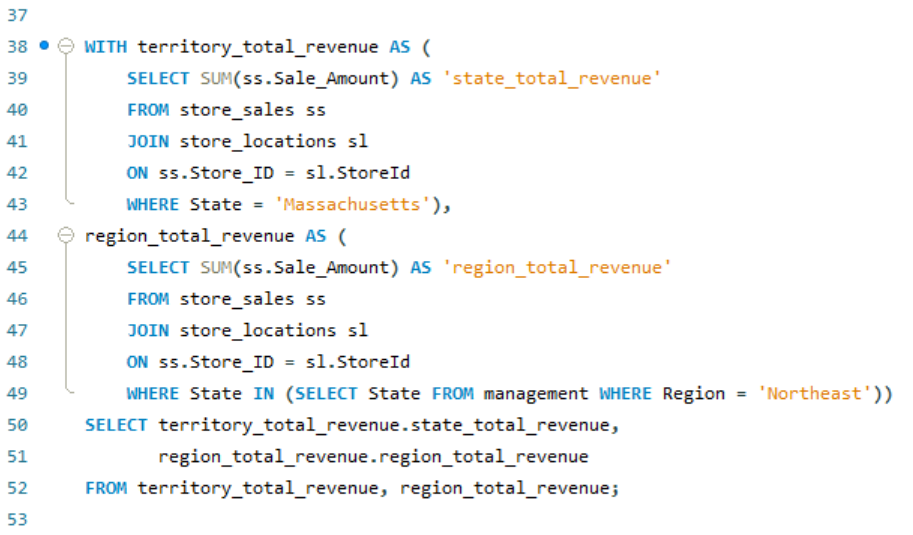 37
38 WITH territory_total_revenue AS (
39 SELECT SUM(ss.Sale_Amount) AS 'state_total_revenue'
40 FROM store_sales ss
41 JOIN store_locations sl
42 ON ss.Store_ID = sl.StoreId
43 WHERE State = 'Massachusetts'),
44 region_total_revenue AS (
45 SELECT SUM(ss.Sale_Amount) AS 'region_total_revenue'
46 FROM store_sales ss
47 JOIN store_locations sl
48 ON ss.Store_ID = sl.StoreId
49 WHERE State IN (SELECT State FROM management WHERE Region = 'Northeast'))
50 SELECT territory_total_revenue.state_total_revenue,
51 region_total_revenue.region_total_revenue
52 FROM territory_total_revenue, region_total_revenue;
53